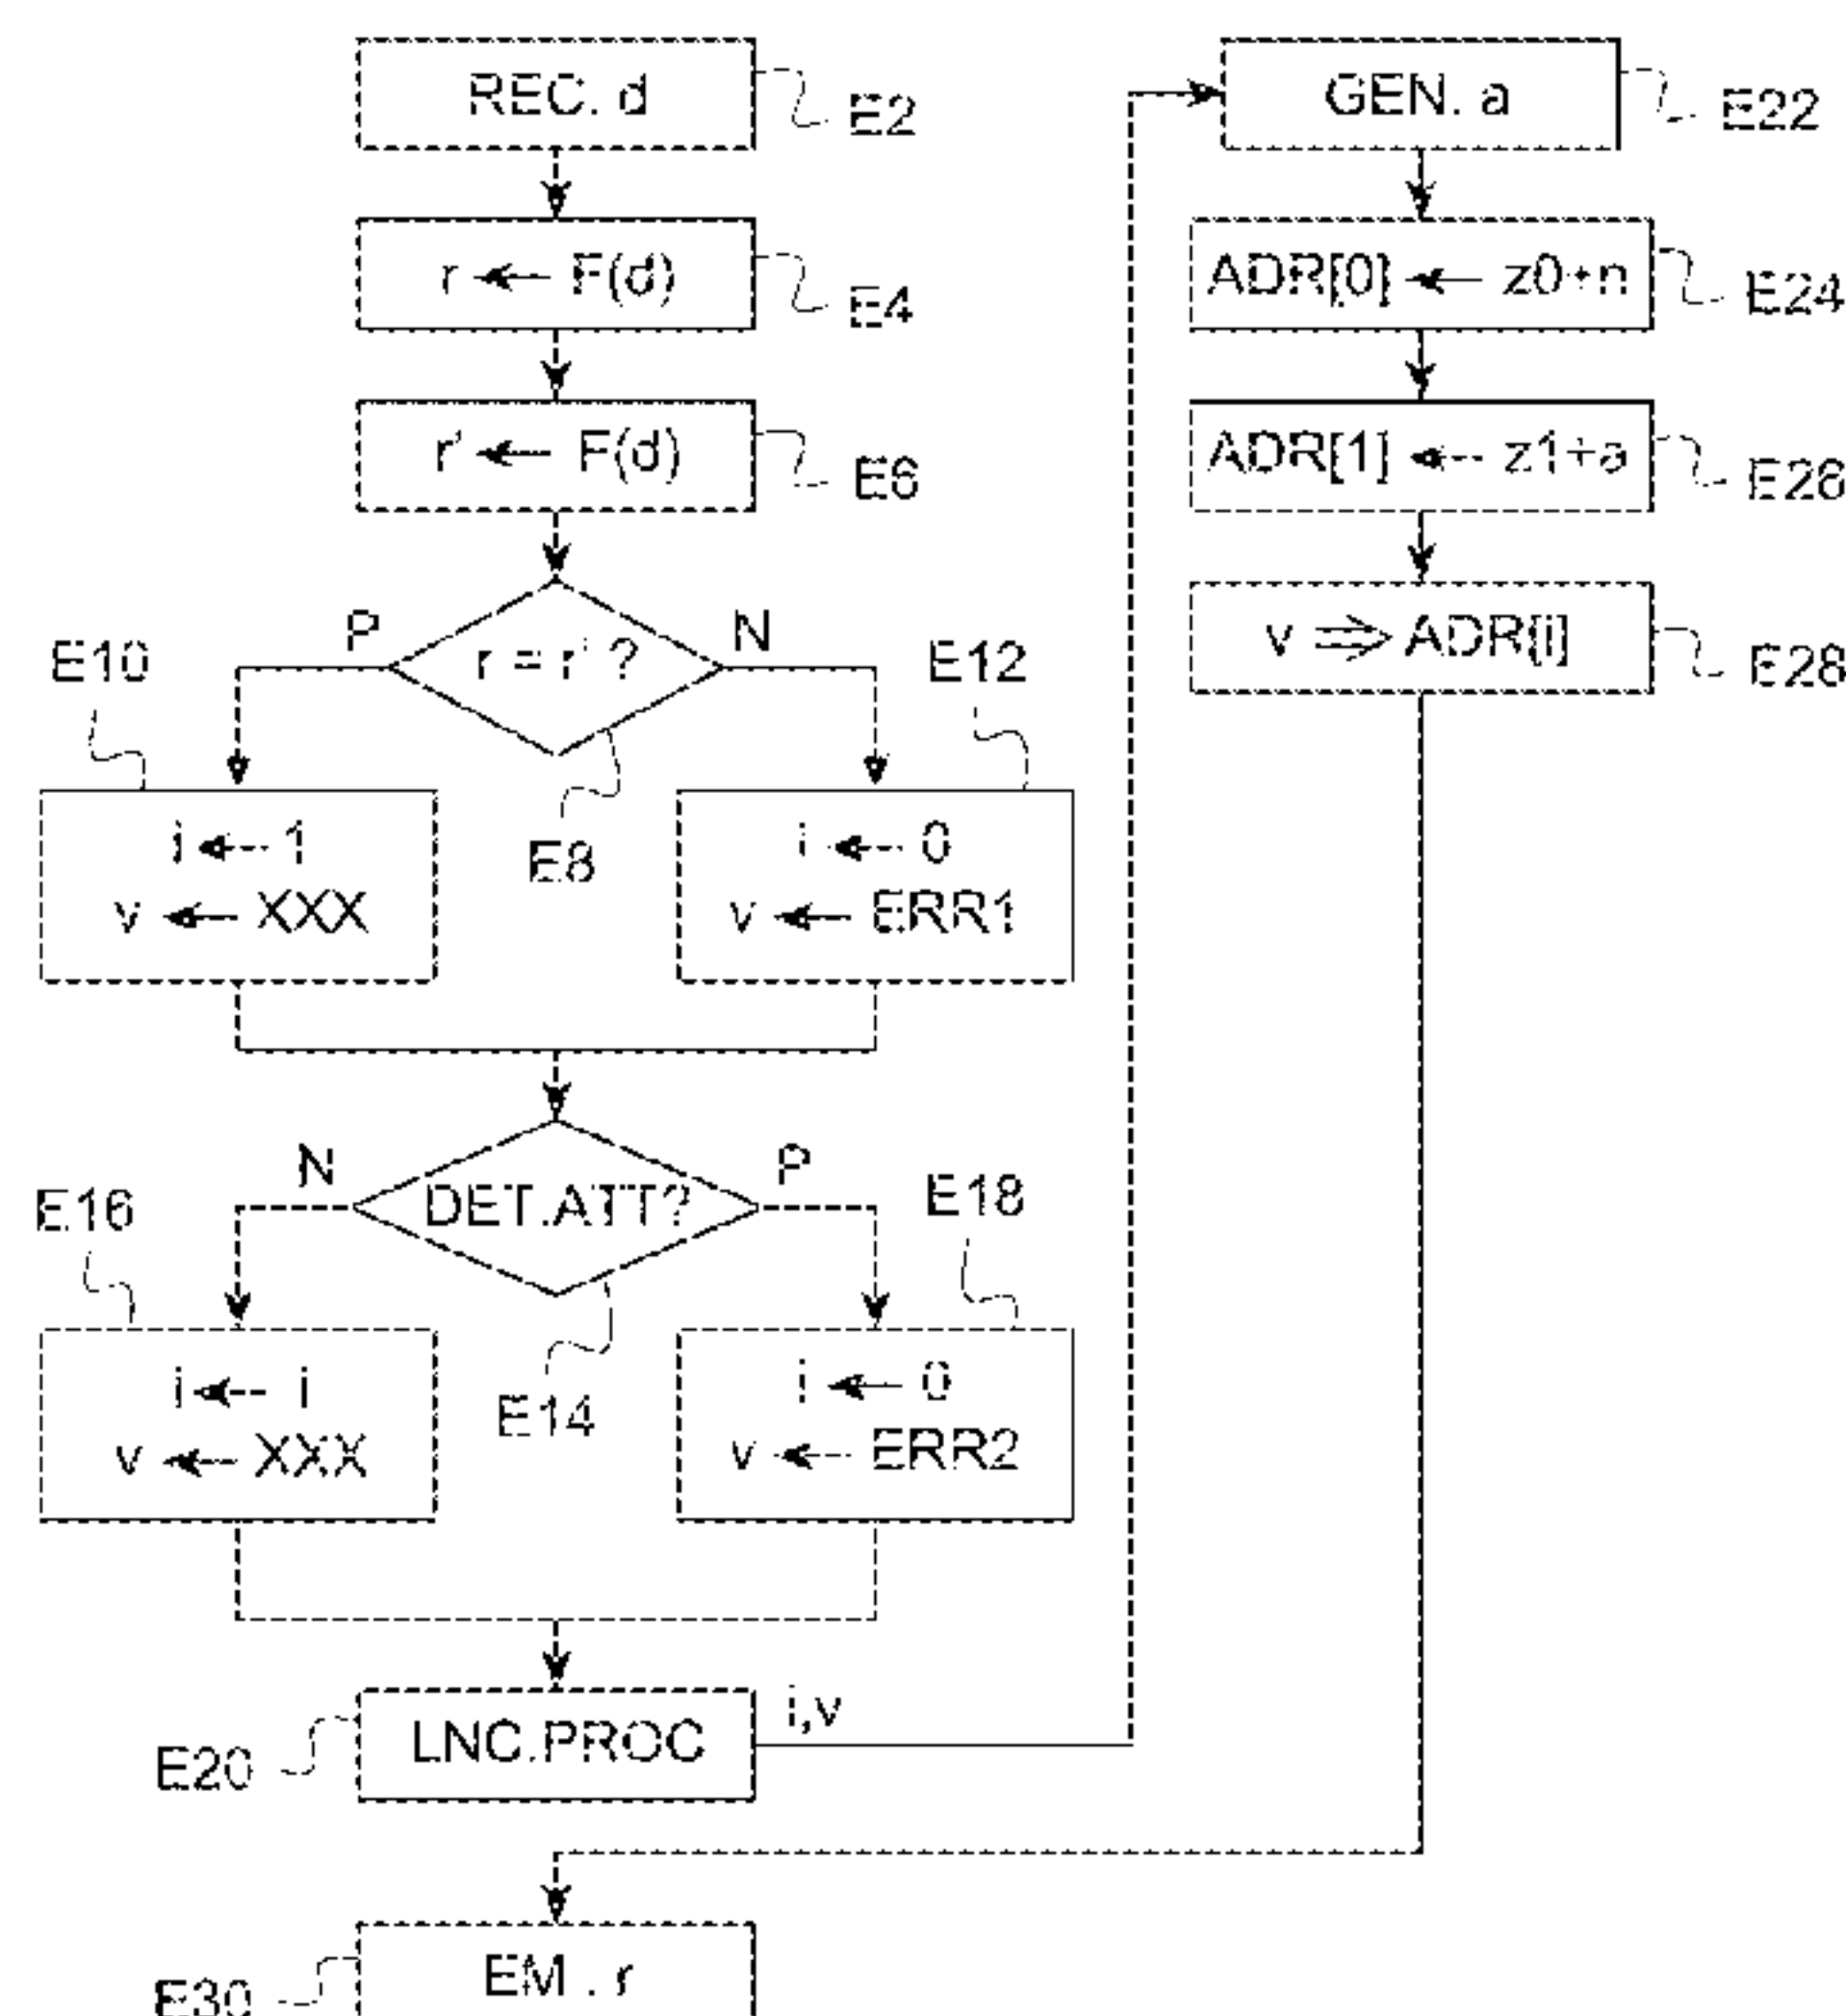 REC. d
E2
r ← F(d)
E4
r' ← F(d)
E6
P
r = r' ?
N
E10
E12
E8
i ← 1
v ← XXX
i ← 0
v ← ERR1
N
DET.ATT?
P
E16
E18
E14
i ← i
v ← XXX
i ← 0
v ← ERR2
LNC.PROC
i,v
E20
GEN. a
E22
ADR[0] ← z0+n
E24
ADR[1] ← z1+a
E26
v ⇒ ADR[i]
E28
EM . r
E30